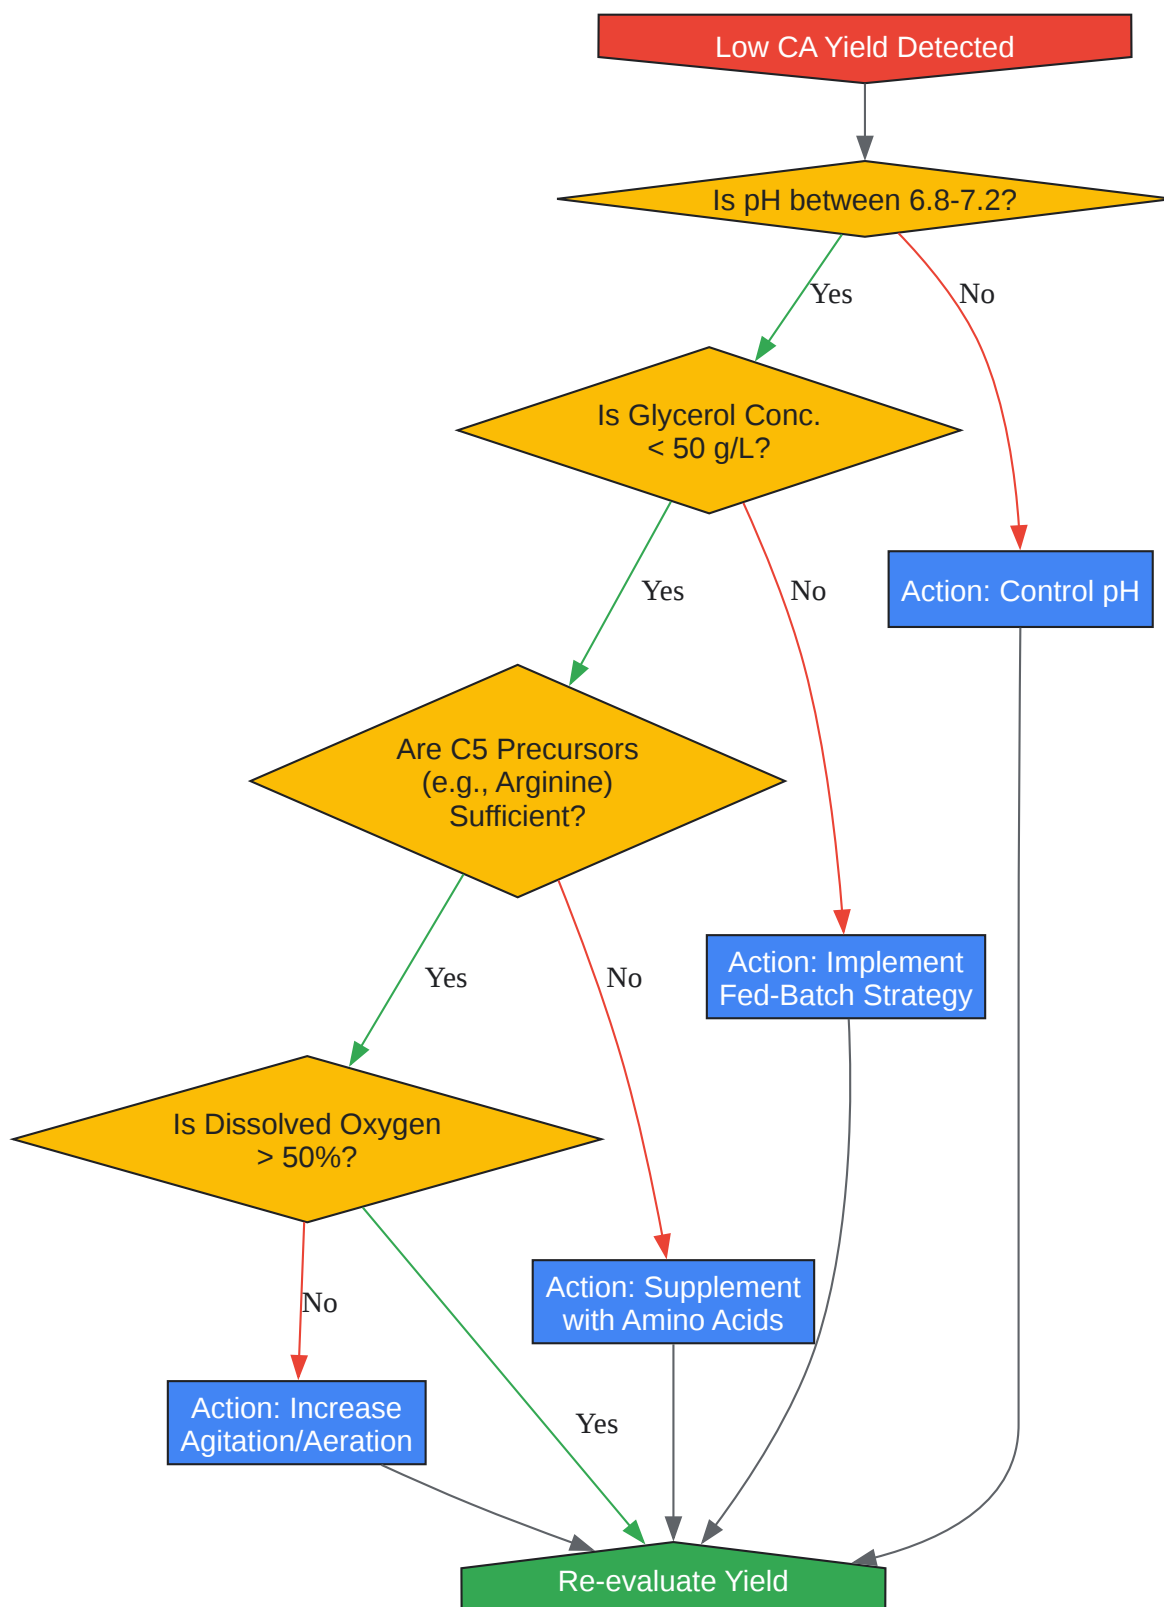 Low CA Yield Detected
Is pH between 6.8-7.2?
Yes
No
Is Glycerol Conc.
< 50 g/L?
Yes
No
Action: Control pH
Are C5 Precursors
(e.g., Arginine)
Sufficient?
Yes
No
Action: Implement
Fed-Batch Strategy
Is Dissolved Oxygen
> 50%?
No
Yes
Action: Supplement
with Amino Acids
Action: Increase
Agitation/Aeration
Re-evaluate Yield